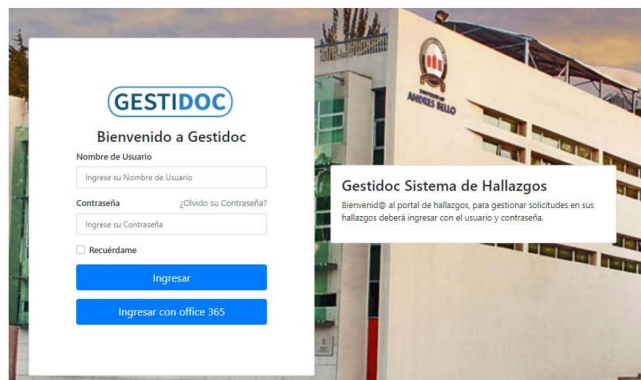 GESTIDOC
Bienvenido a Gestidoc
Nombre de Usuario
Ingrese su Nombre de Usuario
Contraseña
¿Olvido su Contraseña?
Ingrese su Contraseña
Recuérdame
Ingresar
Ingresar con office 365
ANDRES BELLO
Gestidoc Sistema de Hallazgos
Bienvenid@ al portal de hallazgos, para gestionar solicitudes en sus
hallazgos deberá ingresar con el usuario y contraseña.